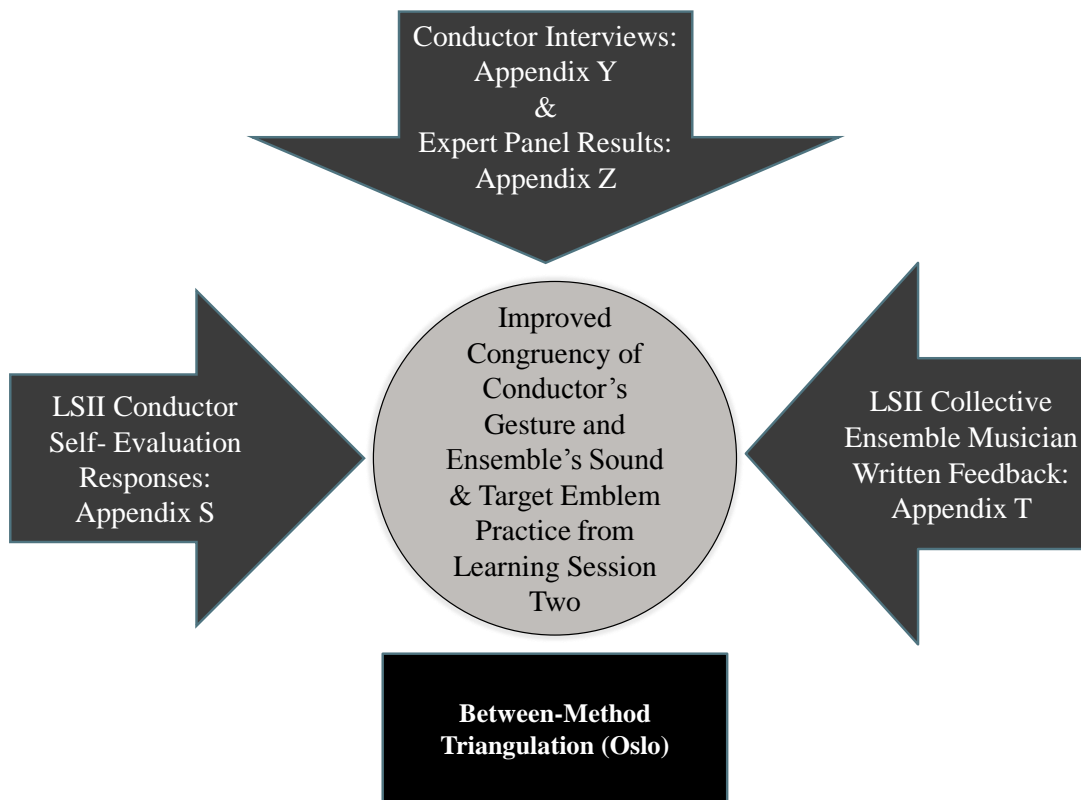 Conductor Interviews:
Appendix Y
&
Expert Panel Results:
Appendix Z
LSII Conductor
Self- Evaluation
Responses:
Appendix S
Improved
Congruency of
Conductor’s
Gesture and
Ensemble’s Sound
& Target Emblem
Practice from
Learning Session
Two
LSII Collective
Ensemble Musician
Written Feedback:
Appendix T
Between-Method
Triangulation (Oslo)